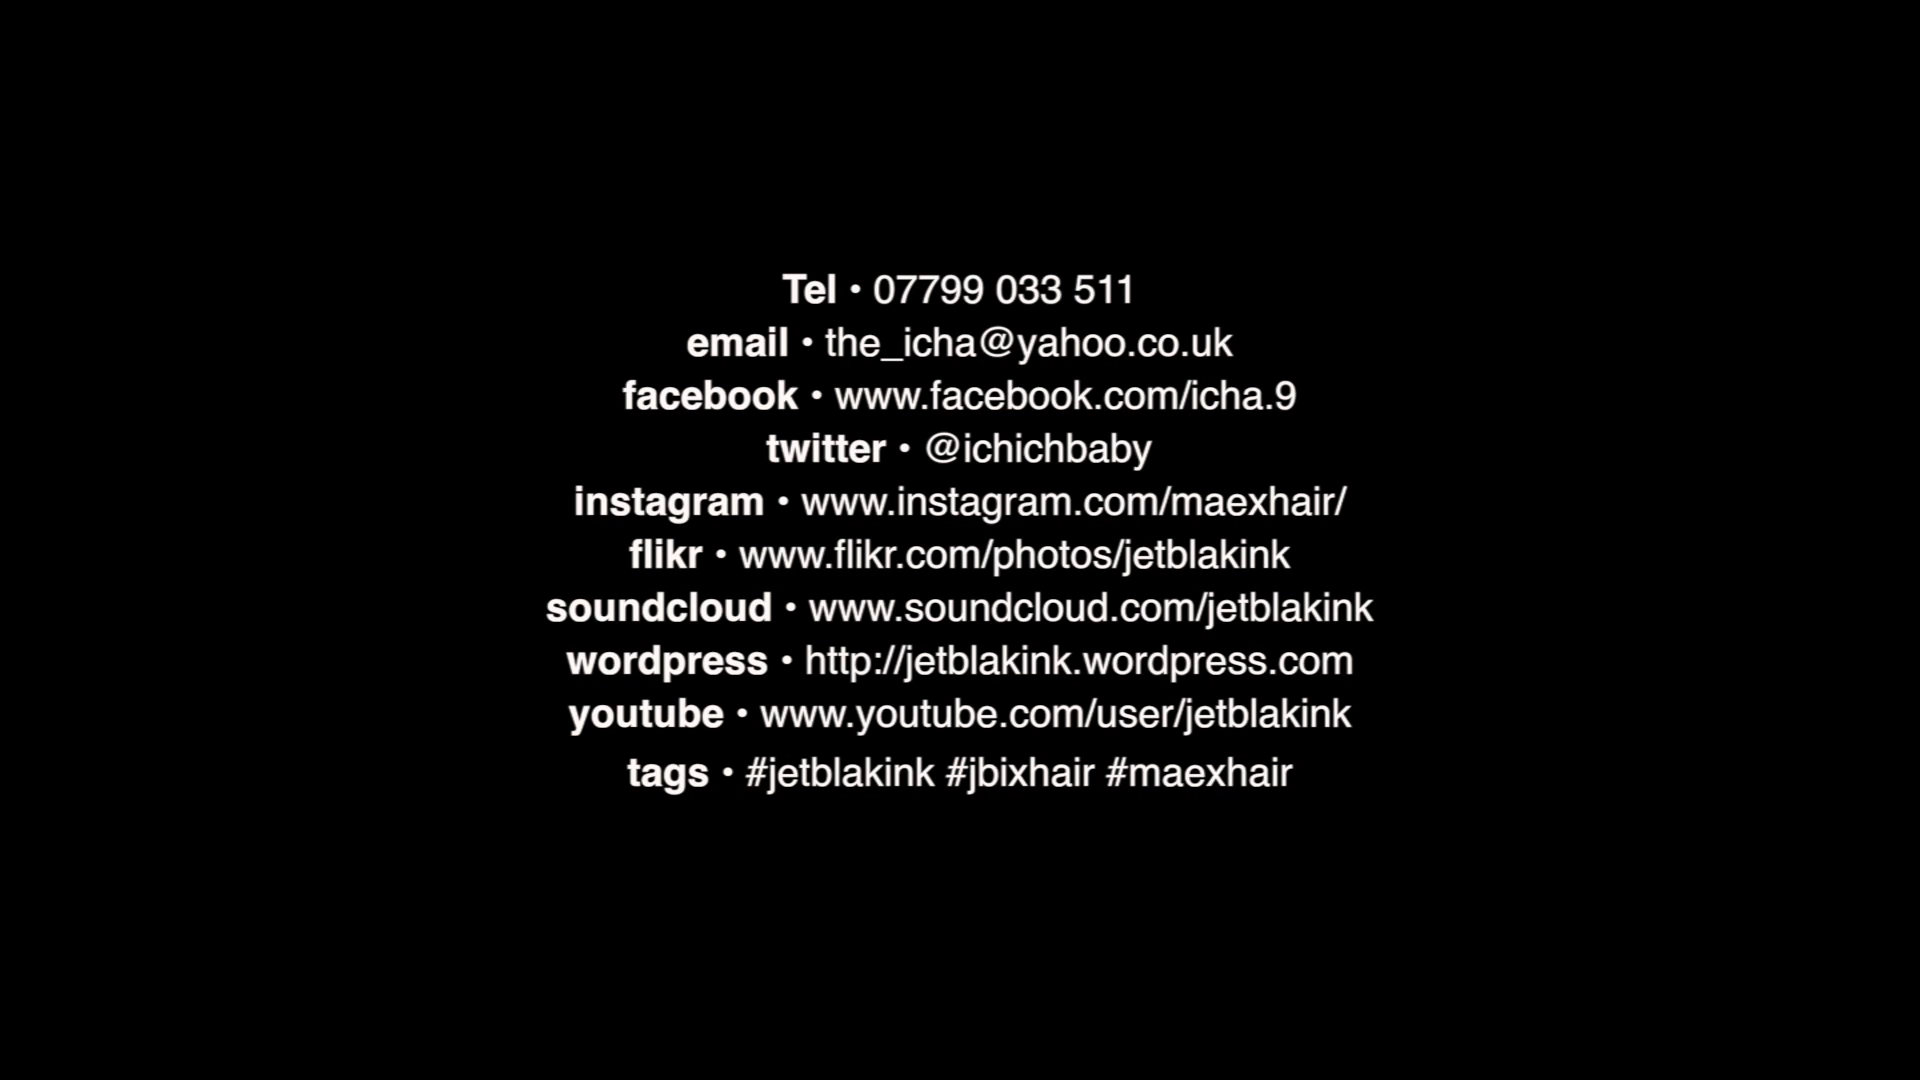 Tel • 07799 033 511
email • the_icha@yahoo.co.uk
facebook • www.facebook.com/icha.9
twitter • @ichichbaby
instagram • www.instagram.com/maexhair/
flikr • www.flikr.com/photos/jetblakink
soundcloud • www.soundcloud.com/jetblakink
wordpress • http://jetblakink.wordpress.com
youtube • www.youtube.com/user/jetblakink
tags • #jetblakink #jbixhair #maexhair